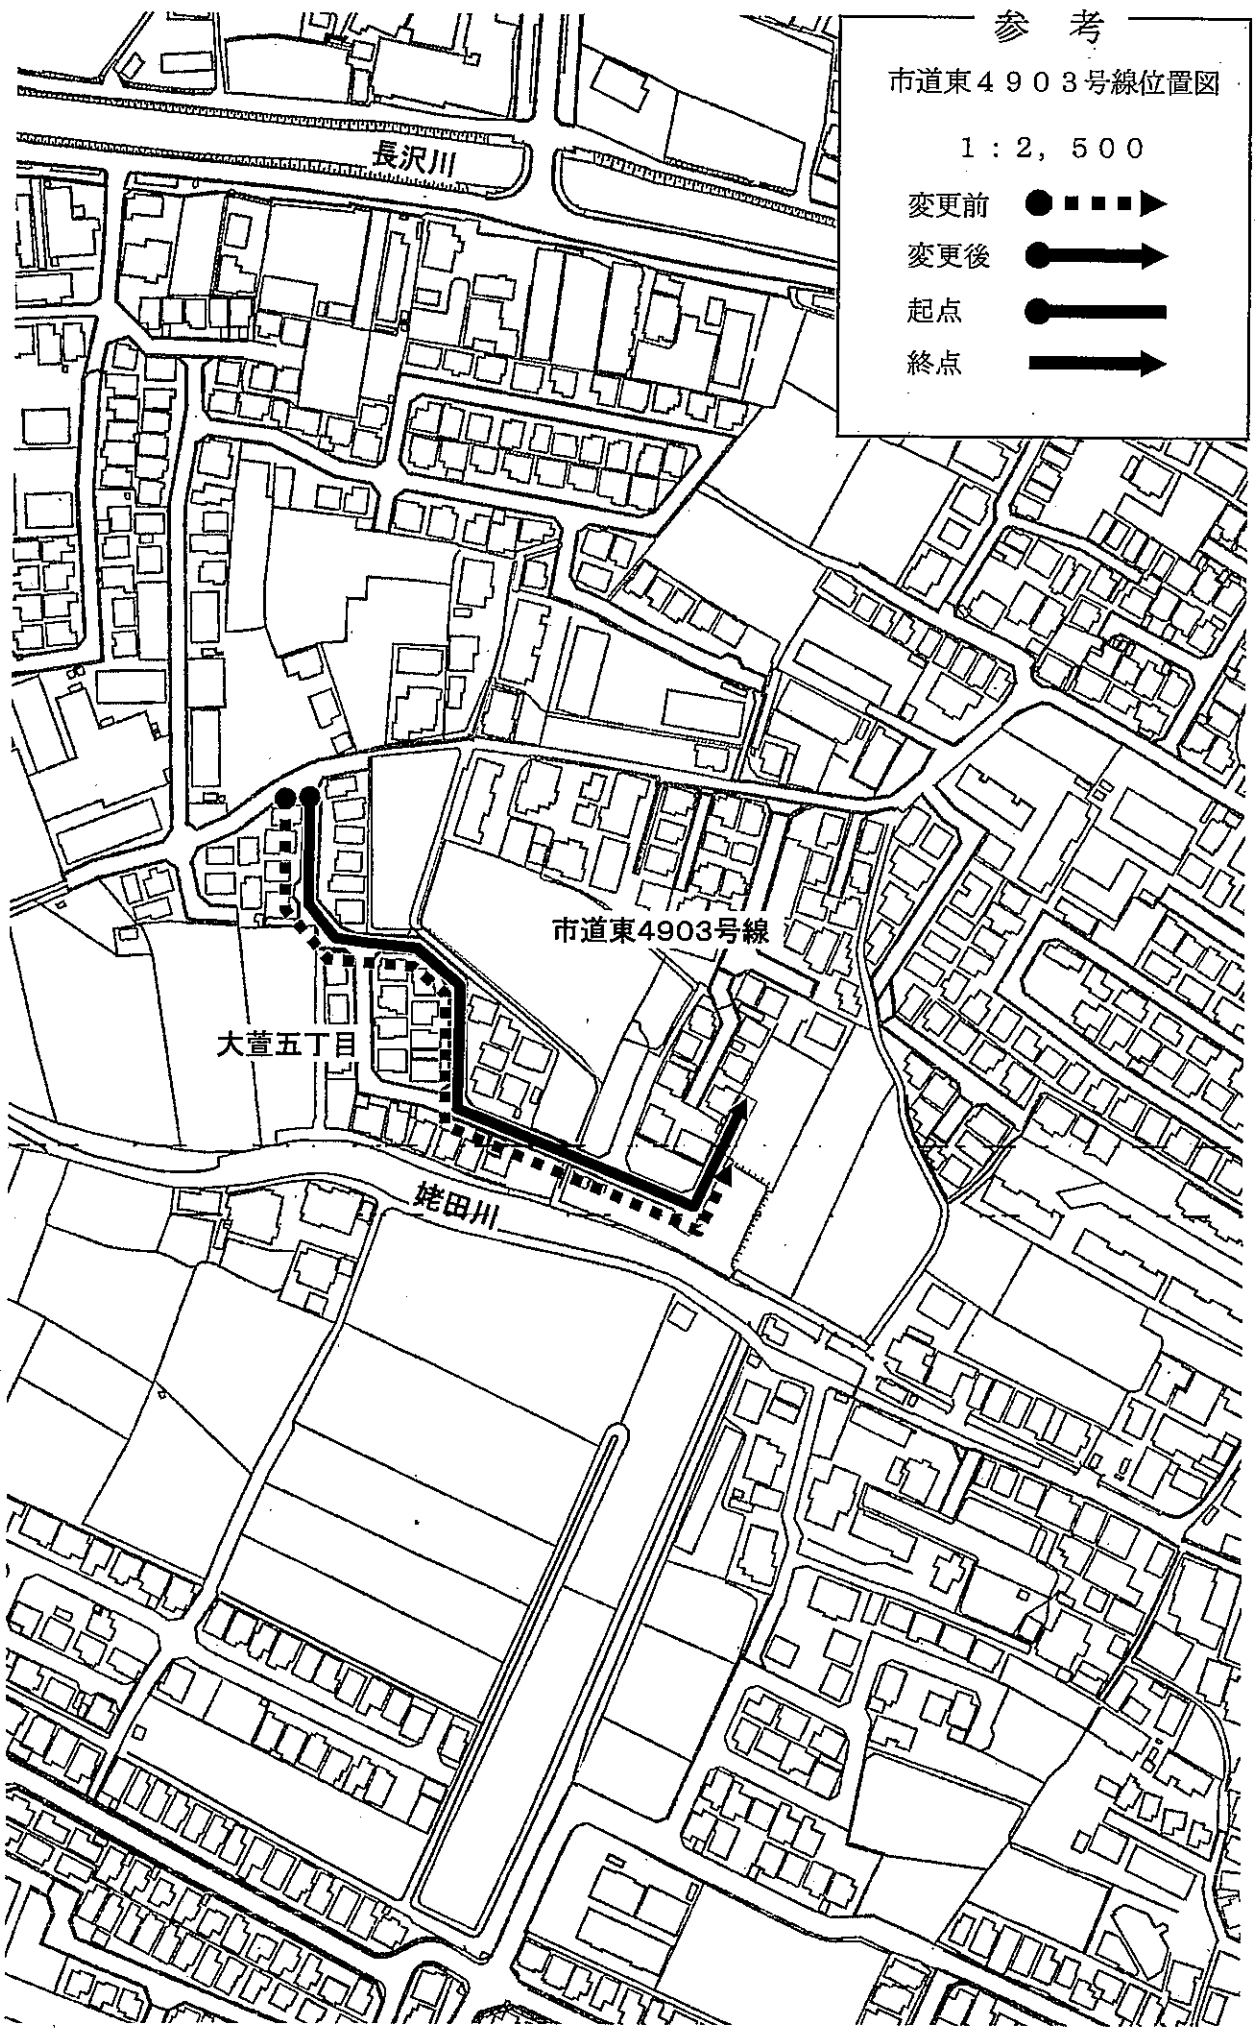 参考
市道東４９０３号線位置図
１：２，５００
変更前
変更後
起点
終点
長沢川
市道東4903号線
大萱五丁目
姥田川